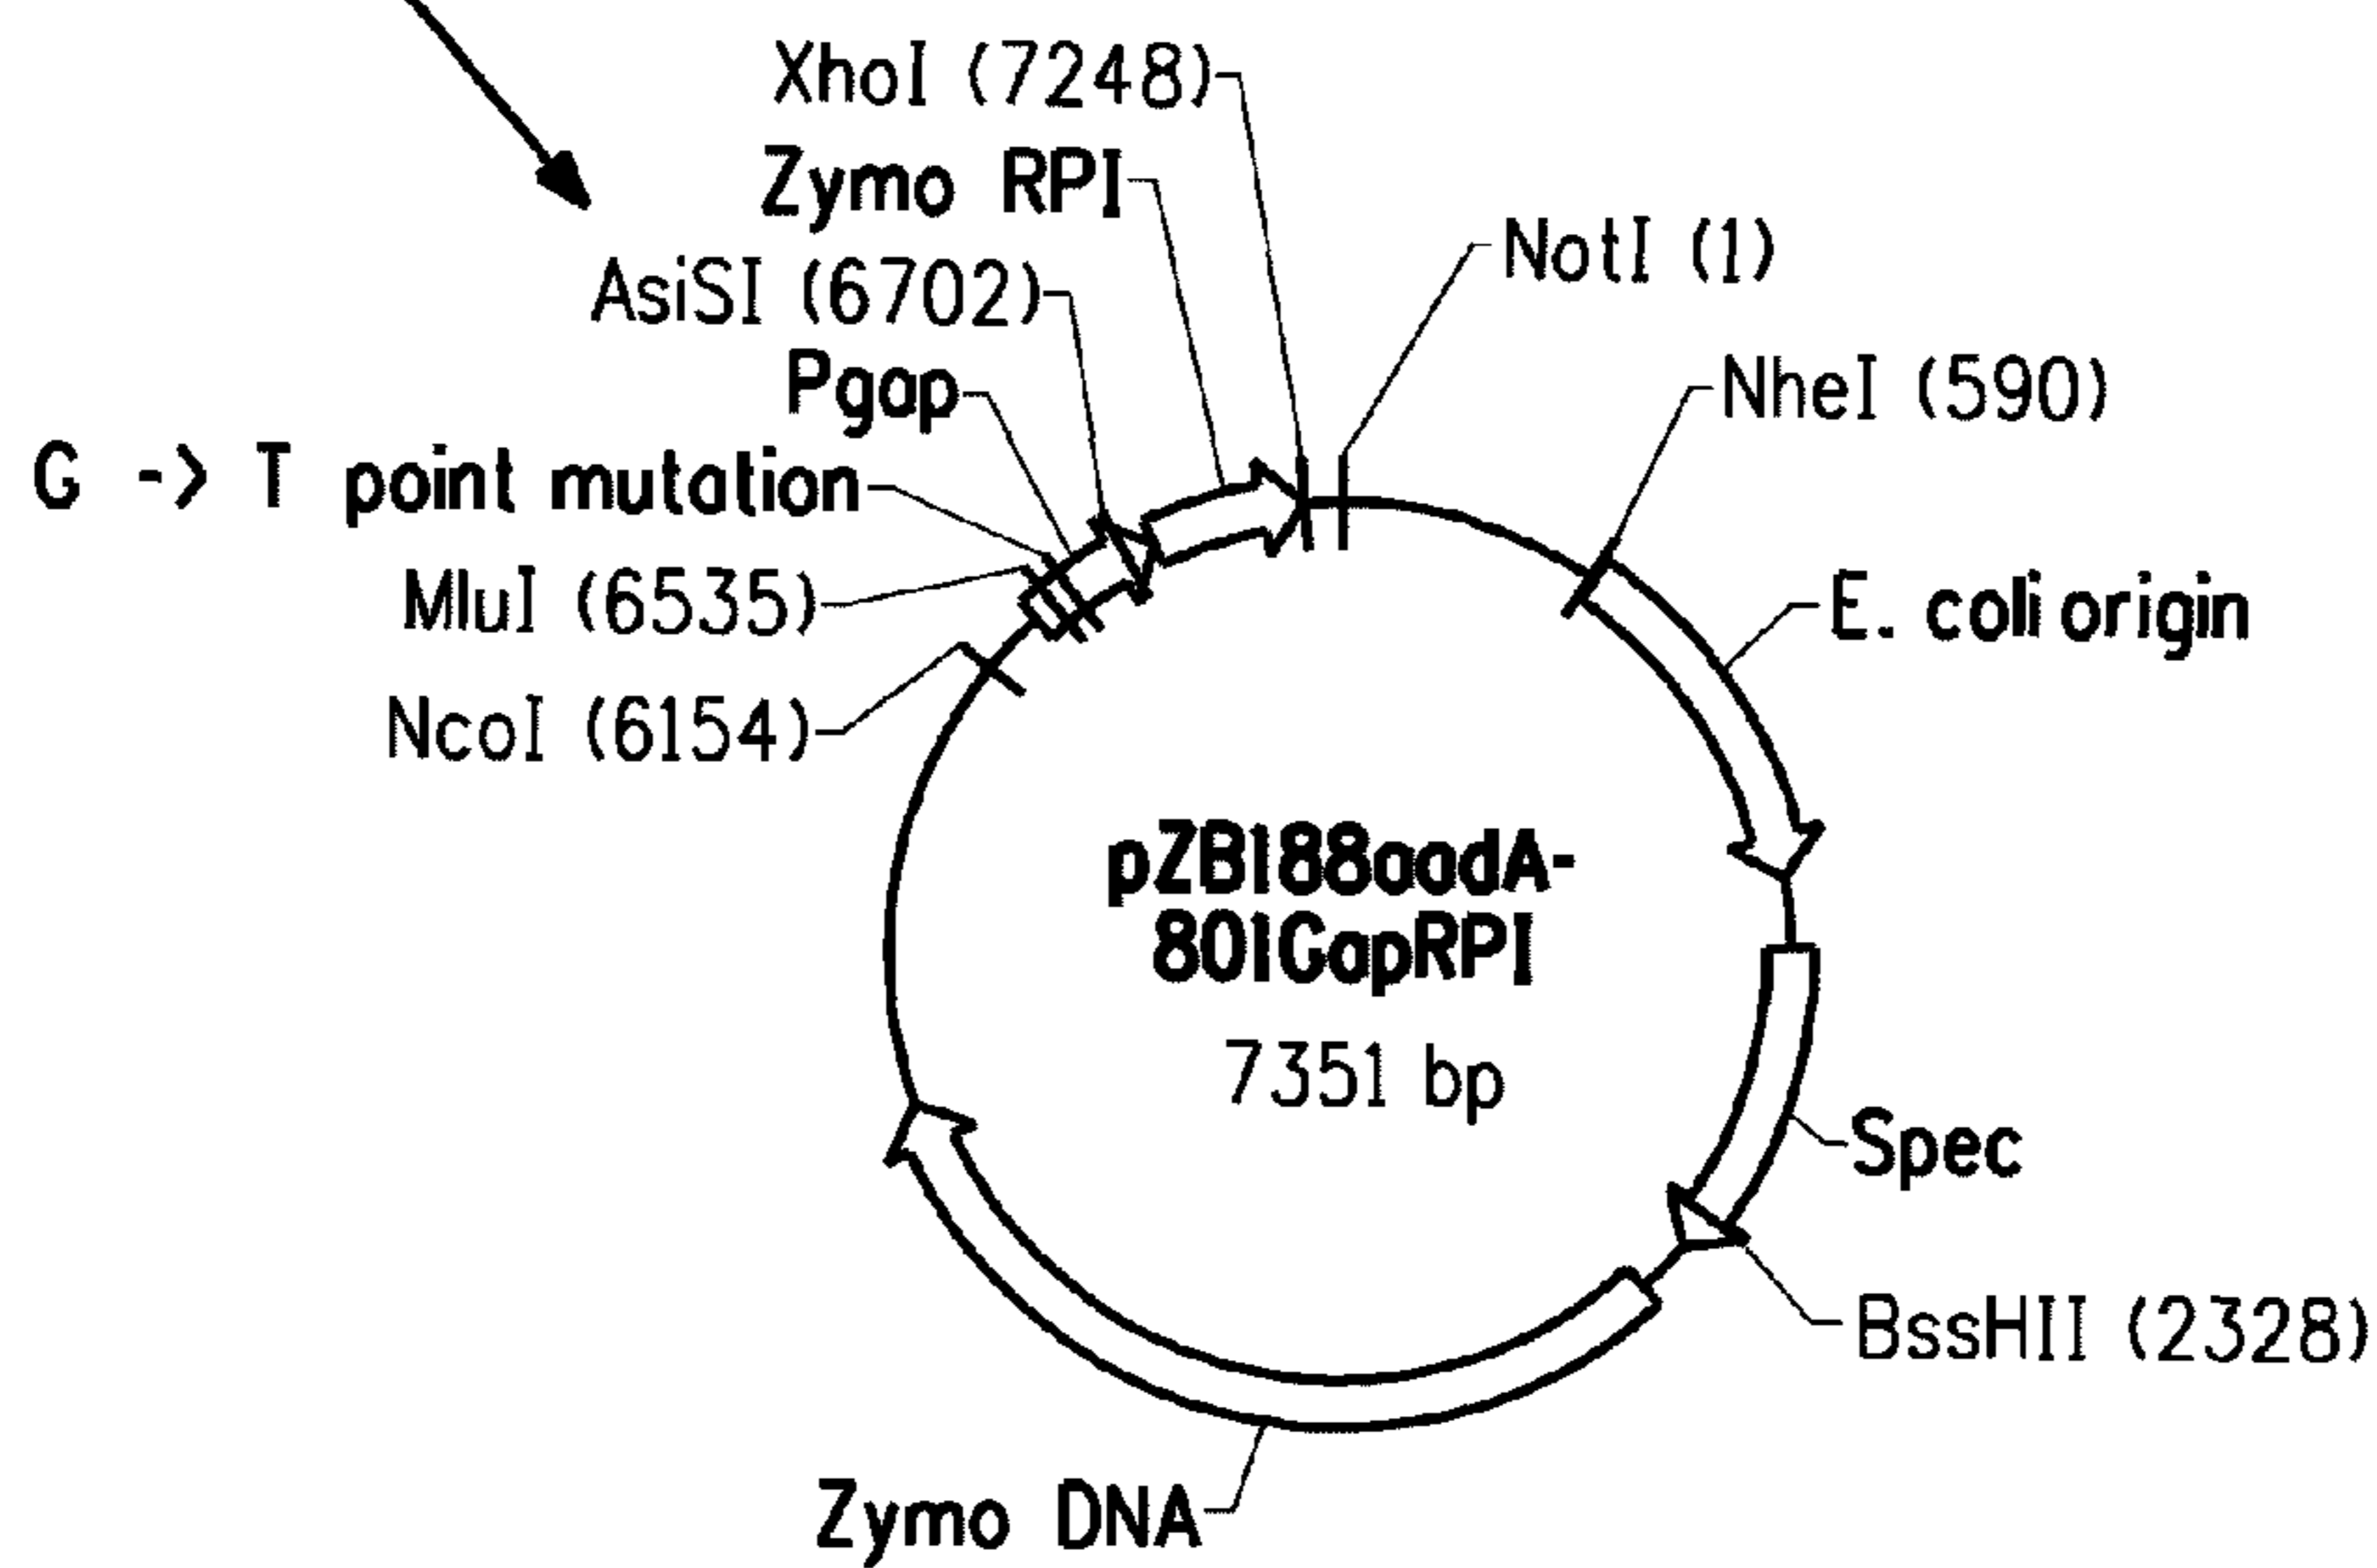 XhoI (7248)
Zymo RPI
NotI (1)
AsiSI (6702)
NheI (590)
Pgap
G -> T point mutation
MluI (6535)
E. coli origin
NcoI (6154)
pZB188aadA-
801GapRPI
7351 bp
Spec
BssHII (2328)
Zymo DNA